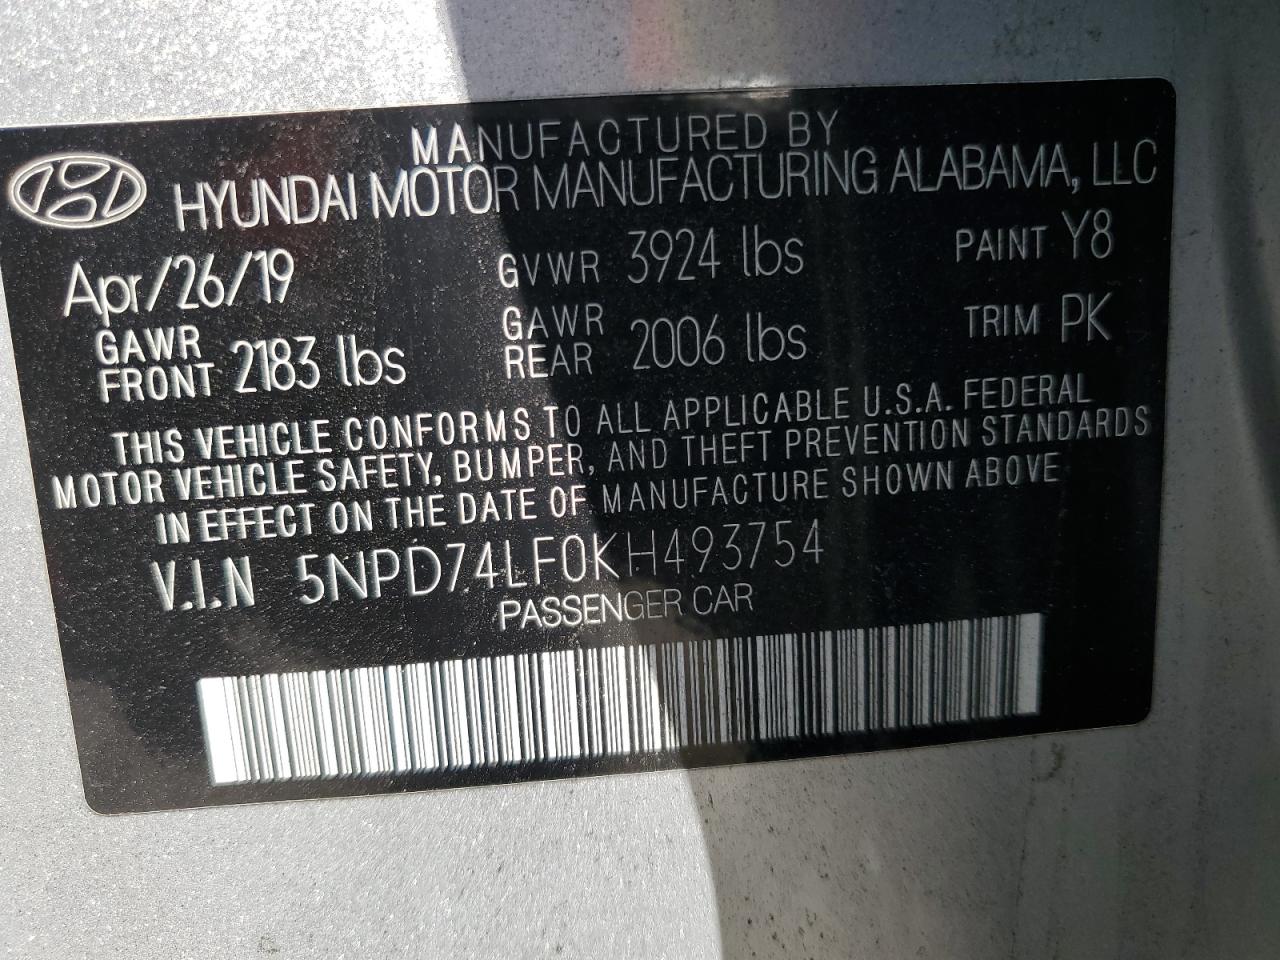 MANUFACTURED BY
HYUNDAI MOTOR MANUFACTURING ALABAMA, LLC
Apr/26/19 GVWR 3924 lbs PAINT Y8
GAWR FRONT 2183 lbs GAWR REAR 2006 lbs TRIM PK
THIS VEHICLE CONFORMS TO ALL APPLICABLE U.S.A. FEDERAL
MOTOR VEHICLE SAFETY, BUMPER, AND THEFT PREVENTION STANDARDS
IN EFFECT ON THE DATE OF MANUFACTURE SHOWN ABOVE
V.I.N 5NPD74LF0KH493754
PASSENGER CAR